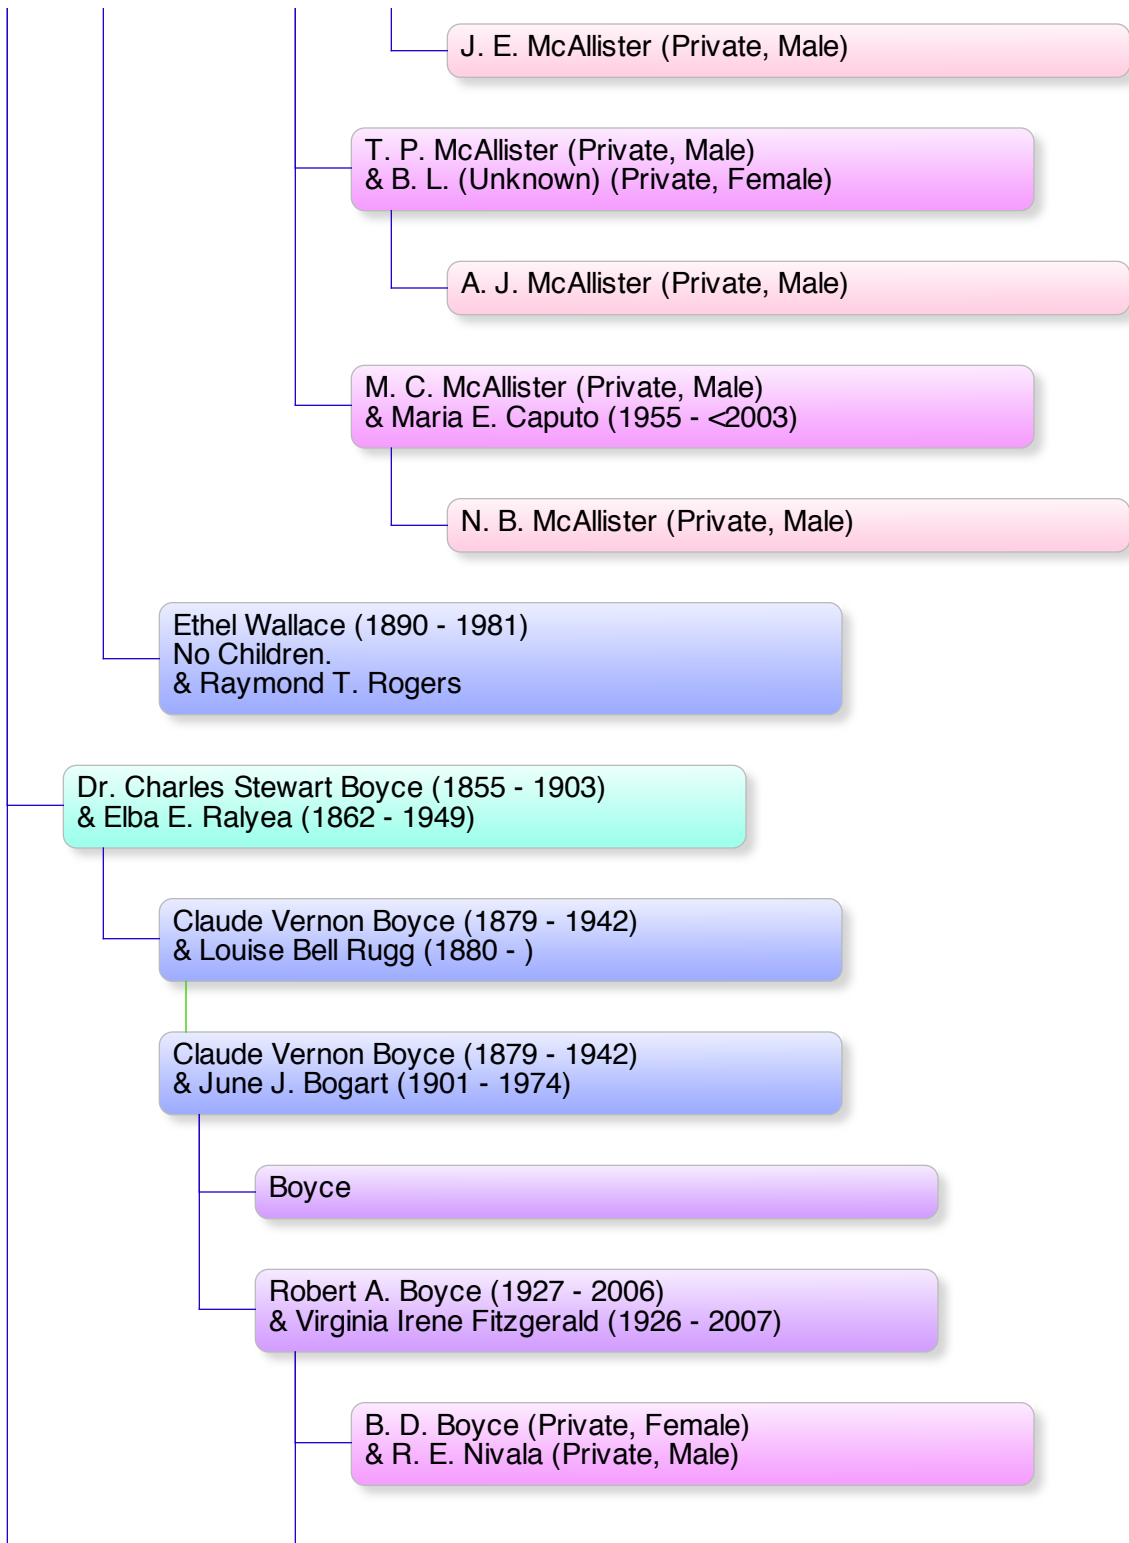 J. E. McAllister (Private, Male)
T. P. McAllister (Private, Male)
& B. L. (Unknown) (Private, Female)
A. J. McAllister (Private, Male)
M. C. McAllister (Private, Male)
& Maria E. Caputo (1955 - <2003)
N. B. McAllister (Private, Male)
Ethel Wallace (1890 - 1981)
No Children.
& Raymond T. Rogers
Dr. Charles Stewart Boyce (1855 - 1903)
& Elba E. Ralyea (1862 - 1949)
Claude Vernon Boyce (1879 - 1942)
& Louise Bell Rugg (1880 - )
Claude Vernon Boyce (1879 - 1942)
& June J. Bogart (1901 - 1974)
Boyce
Robert A. Boyce (1927 - 2006)
& Virginia Irene Fitzgerald (1926 - 2007)
B. D. Boyce (Private, Female)
& R. E. Nivala (Private, Male)